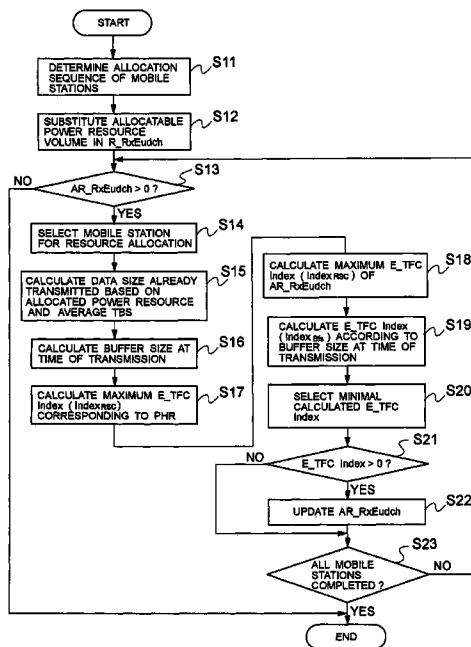 START
S11
DETERMINE ALLOCATION
SEQUENCE OF MOBILE
STATIONS
S12
SUBSTITUTE ALLOCATABLE
POWER RESOURCE
VOLUME IN R_RxEudch
S13
AR_RxEudch > 0 ?
NO
YES
S14
SELECT MOBILE STATION
FOR RESOURCE ALLOCATION
S15
CALCULATE DATA SIZE ALREADY
TRANSMITTED BASED ON
ALLOCATED POWER RESOURCE
AND AVERAGE TBS
S16
CALCULATE BUFFER SIZE AT
TIME OF TRANSMISSION
S17
CALCULATE MAXIMUM E_TFC
Index (IndexRSC)
CORRESPONDING TO PHR
S18
CALCULATE MAXIMUM E_TFC
Index (IndexRSC) OF
AR_RxEudch
S19
CALCULATE E_TFC Index
(IndexBfs) ACCORDING TO
BUFFER SIZE AT TIME OF
TRANSMISSION
S20
SELECT MINIMAL
CALCULATED E_TFC
Index
S21
E_TFC Index > 0 ?
NO
YES
S22
UPDATE AR_RxEudch
S23
ALL MOBILE
STATIONS
COMPLETED ?
NO
YES
END